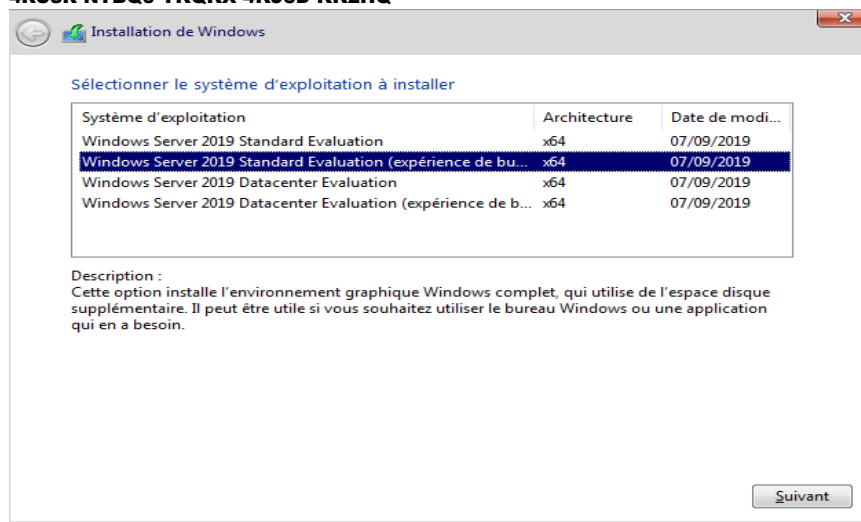 Installation de Windows
Sélectionner le système d'exploitation à installer
Système d'exploitation Architecture Date de modi...
Windows Server 2019 Standard Evaluation x64 07/09/2019
Windows Server 2019 Standard Evaluation (expérience de bu... x64 07/09/2019
Windows Server 2019 Datacenter Evaluation x64 07/09/2019
Windows Server 2019 Datacenter Evaluation (expérience de b... x64 07/09/2019
Description :
Cette option installe l'environnement graphique Windows complet, qui utilise de l'espace disque
supplémentaire. Il peut être utile si vous souhaitez utiliser le bureau Windows ou une application
qui en a besoin.
Suivant